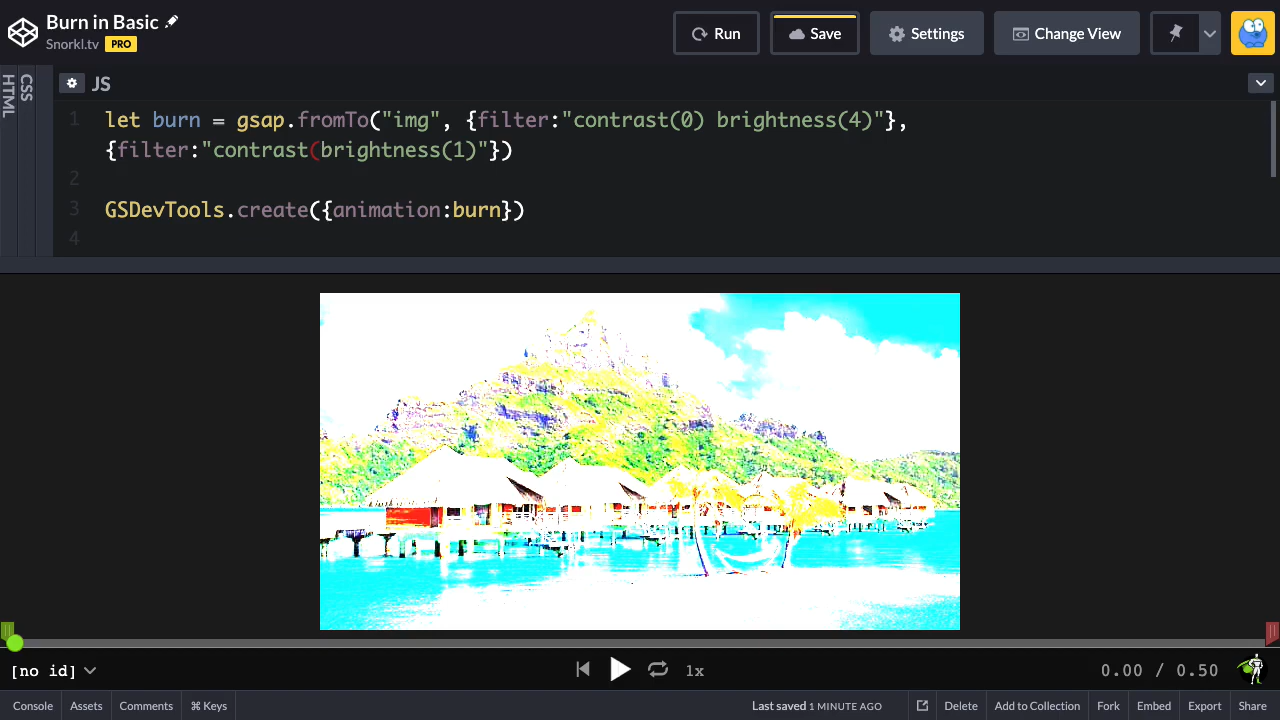 Burn in Basic
Snorkl.tv PRO
Run
Save
Settings
Change View
HTML
CSS
JS
1 let burn = gsap.fromTo("img", {filter:"contrast(0) brightness(4)"},
{filter:"contrast(brightness(1)"})
2
3 GSDevTools.create({animation:burn})
4
[no id]
1x
0.00 / 0.50
Console Assets Comments ⌘ Keys Last saved 1 MINUTE AGO Delete Add to Collection Fork Embed Export Share